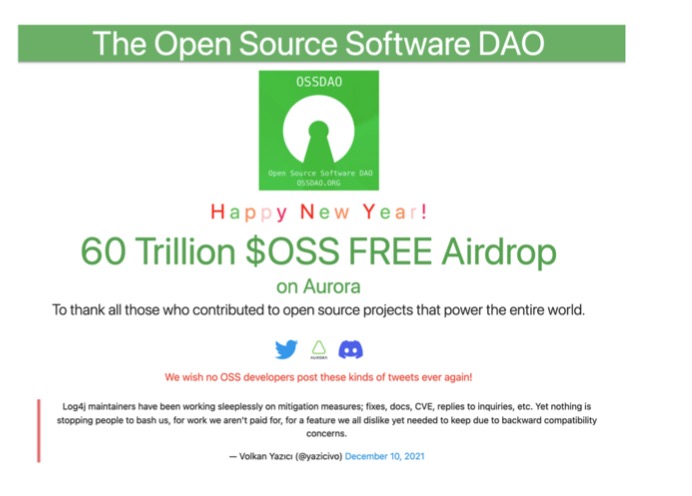 The Open Source Software DAO
OSSDAO
Open Source Software DAO
OSSDAO.ORG
Happy New Year!
60 Trillion $OSS FREE Airdrop
on Aurora
To thank all those who contributed to open source projects that power the entire world.
AURORA
We wish no OSS developers post these kinds of tweets ever again!
Log4j maintainers have been working sleeplessly on mitigation measures; fixes, docs, CVE, replies to inquiries, etc. Yet nothing is
stopping people to bash us, for work we aren't paid for, for a feature we all dislike yet needed to keep due to backward compatibility
concerns.
— Volkan Yazıcı (@yazicivo) December 10, 2021